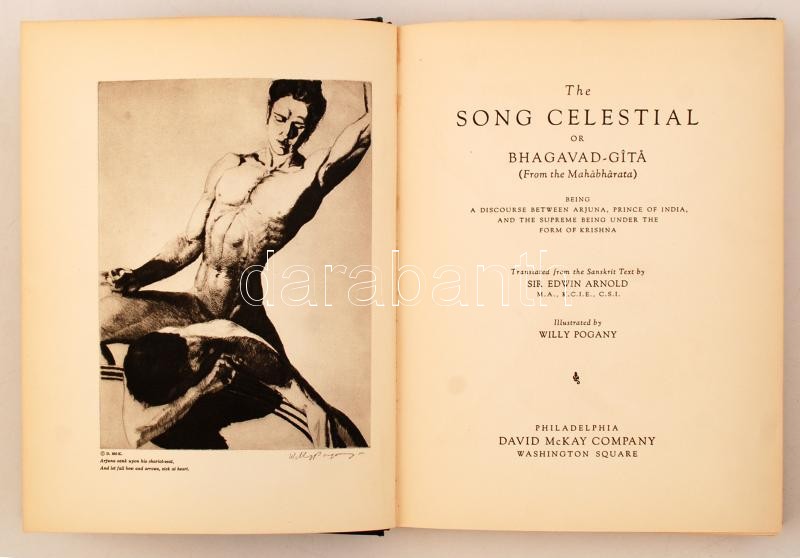 © D. McK.
Arjuna sank upon his chariot-seat,
And let fall bow and arrows, sick at heart.
Willy Pogany
The
SONG CELESTIAL
OR
BHAGAVAD-GÎTÂ
(From the Mahâbhârata)
BEING
A DISCOURSE BETWEEN ARJUNA, PRINCE OF INDIA,
AND THE SUPREME BEING UNDER THE
FORM OF KRISHNA
Translated from the Sanskrit Text by
SIR EDWIN ARNOLD
M.A., K.C.I.E., C.S.I.
Illustrated by
WILLY POGANY
PHILADELPHIA
DAVID McKAY COMPANY
WASHINGTON SQUARE
darabanth